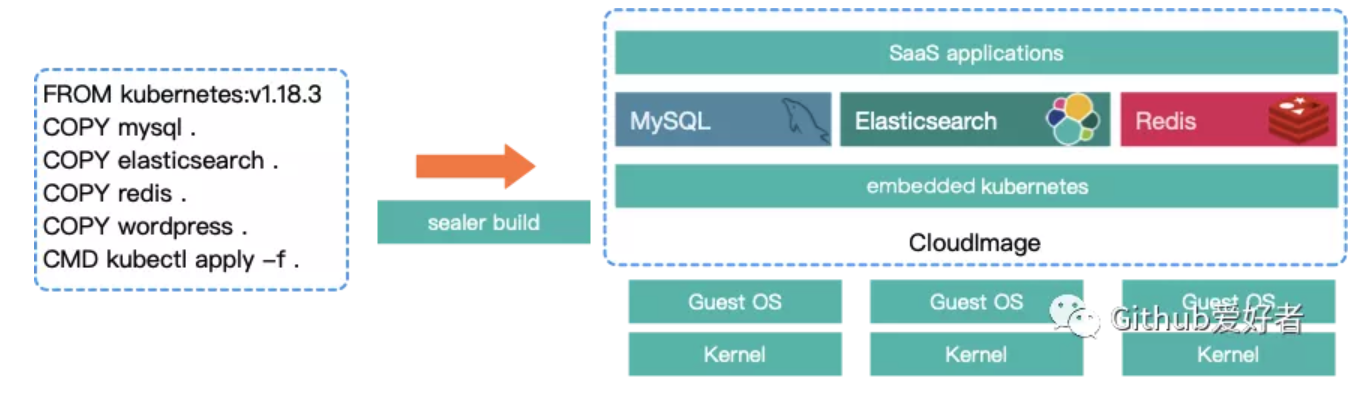 FROM kubernetes:v1.18.3
COPY mysql .
COPY elasticsearch .
COPY redis .
COPY wordpress .
CMD kubectl apply –f .
sealer build
SaaS applications
MySQL
Elasticsearch
Redis
embedded kubernetes
CloudImage
Guest OS
Guest OS
Guest OS
Github爱好者
Kernel
Kernel
Kernel